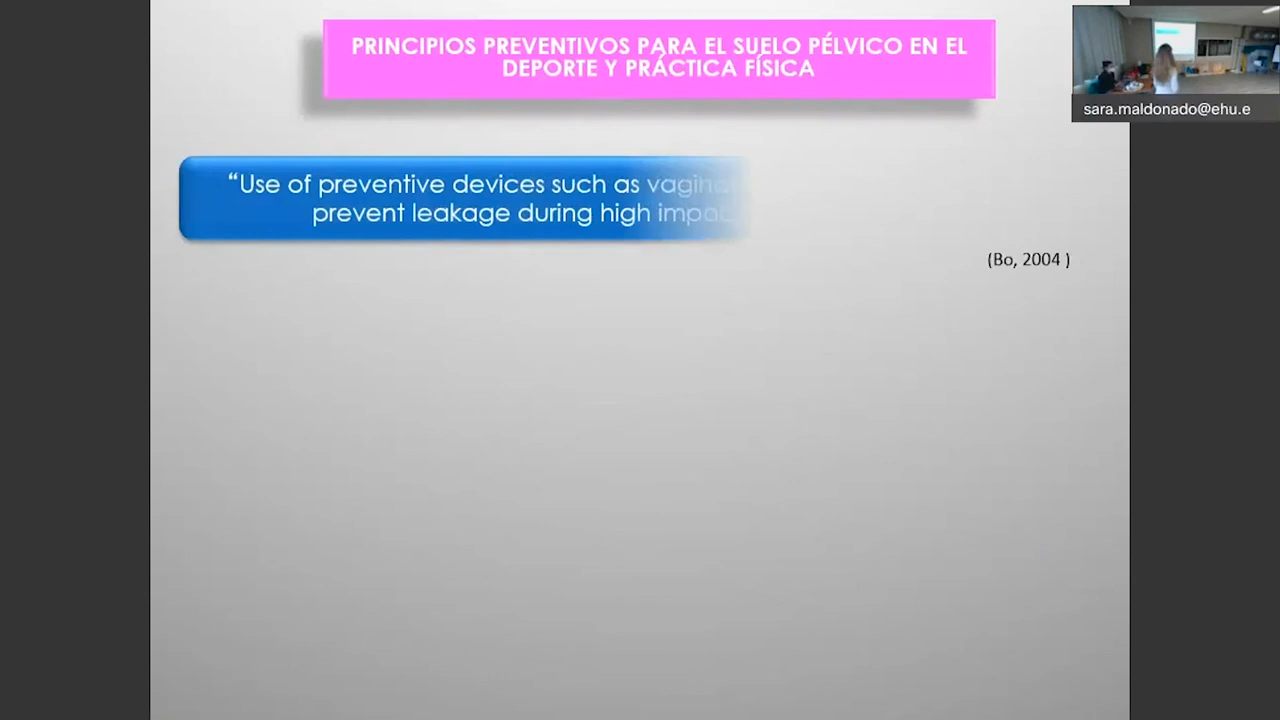 PRINCIPIOS PREVENTIVOS PARA EL SUELO PÉLVICO EN EL
DEPORTE Y PRÁCTICA FÍSICA
sara.maldonado@ehu.e
“Use of preventive devices such as
prevent leakage during high
(Bo, 2004 )